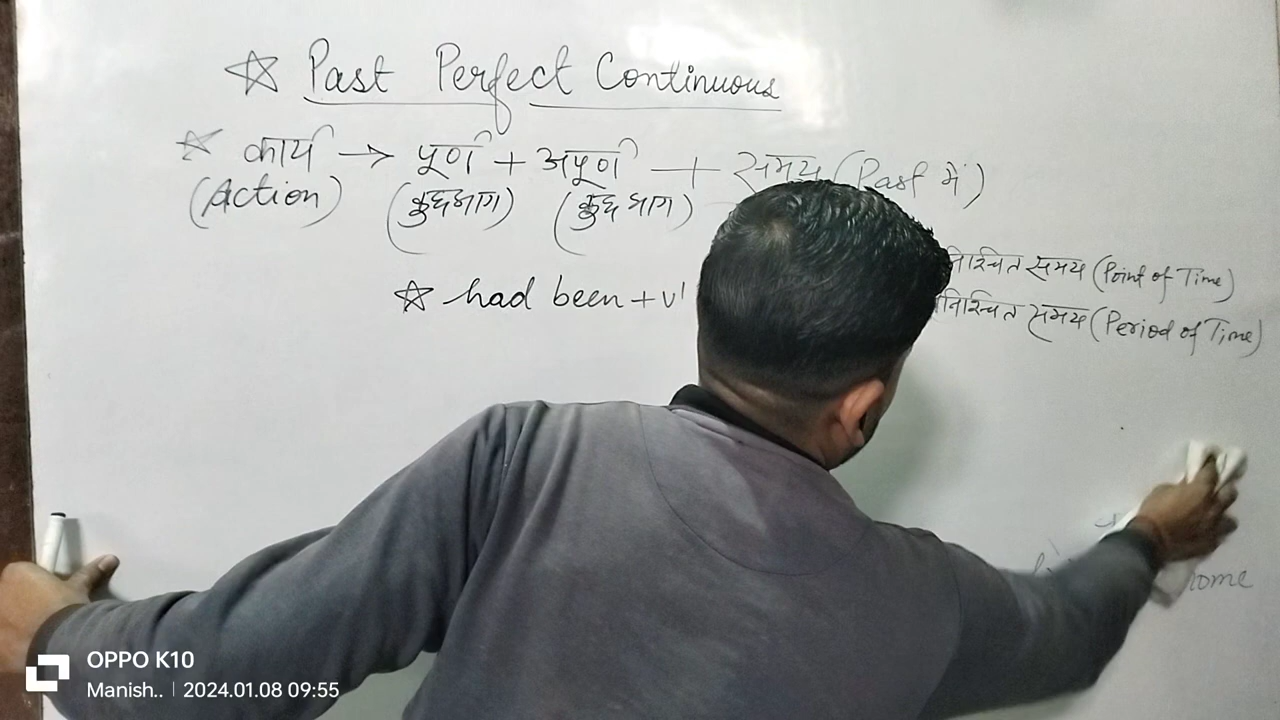 ☆ Past Perfect Continuous
☆ कार्य → पूर्ण + अपूर्ण + समय (Past में)
(Action) (कुछ भाग) (कुछ भाग)
निश्चित समय (Point of Time)
☆ had been + v¹
निश्चित समय (Period of Time)
home
OPPO K10
Manish.. | 2024.01.08 09:55